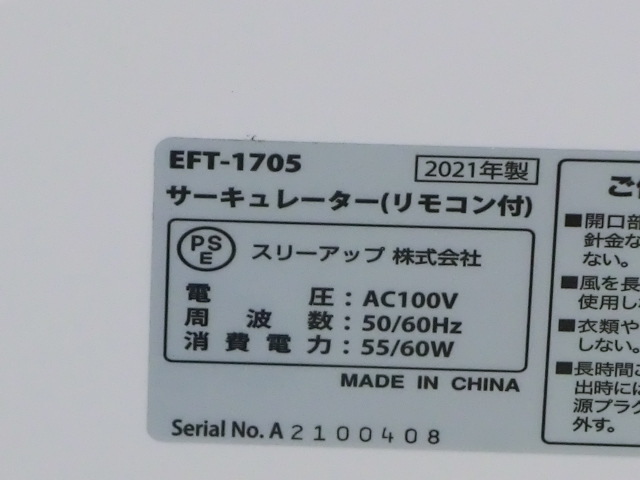 EFT-1705
2021年製
サーキュレーター(リモコン付)
PSE
スリーアップ 株式会社
電圧:AC100V
周波数:50/60Hz
消費電力:55/60W
MADE IN CHINA
Serial No. A2100408
■開口部
針金な
ない。
■風を長
使用し
■衣類や
しない。
■長時間
出時には
源プラ
外す。